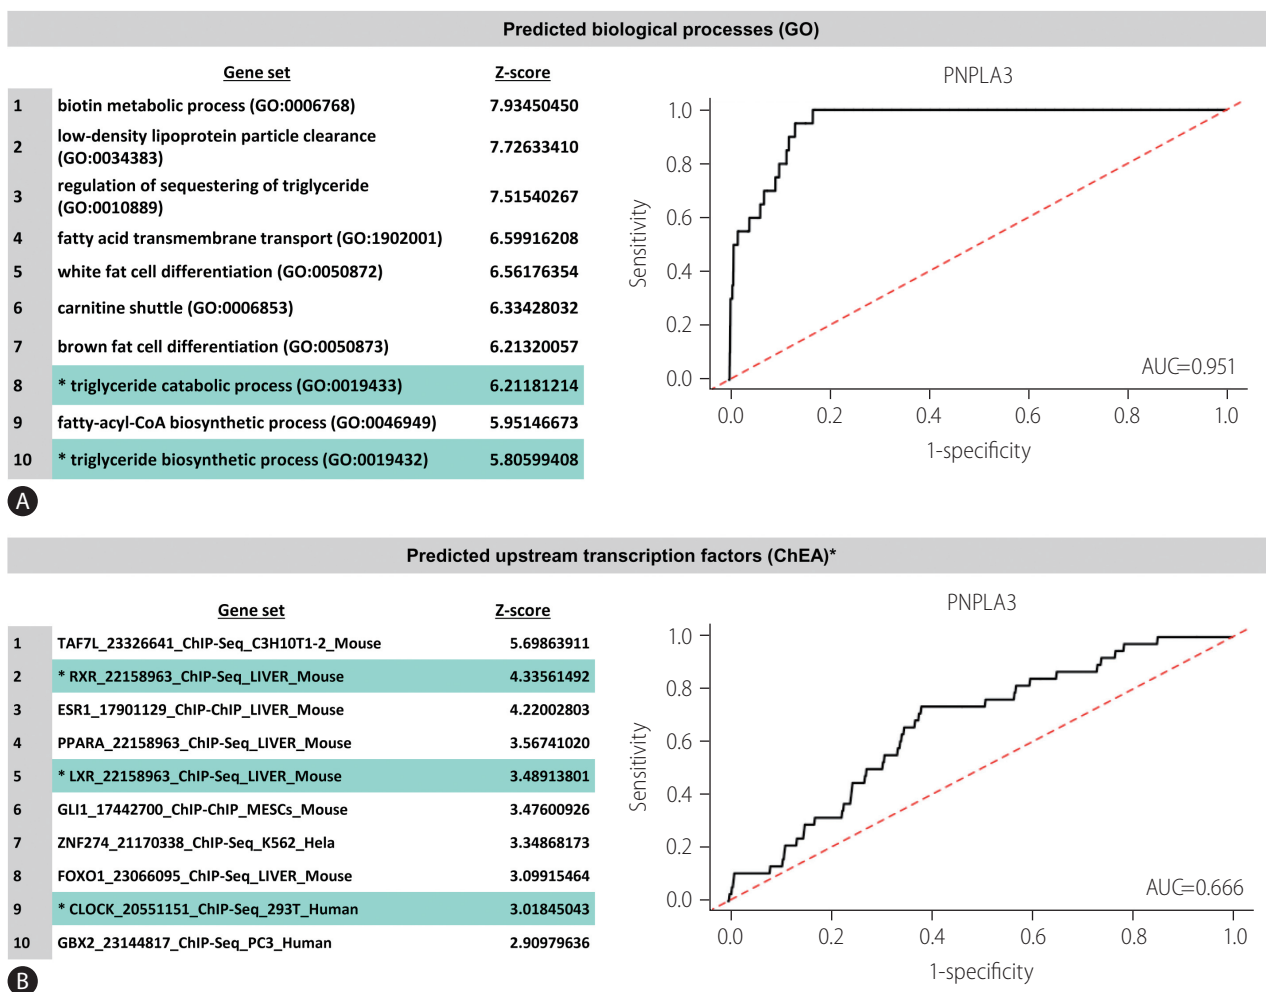 Predicted biological processes (GO)
Gene set Z-score
1 biotin metabolic process (GO:0006768) 7.93450450
2 low-density lipoprotein particle clearance
(GO:0034383) 7.72633410
3 regulation of sequestering of triglyceride
(GO:0010889) 7.51540267
4 fatty acid transmembrane transport (GO:1902001) 6.59916208
5 white fat cell differentiation (GO:0050872) 6.56176354
6 carnitine shuttle (GO:0006853) 6.33428032
7 brown fat cell differentiation (GO:0050873) 6.21320057
8 * triglyceride catabolic process (GO:0019433) 6.21181214
9 fatty-acyl-CoA biosynthetic process (GO:0046949) 5.95146673
10 * triglyceride biosynthetic process (GO:0019432) 5.80599408
A
PNPLA3
Sensitivity
1.0
0.8
0.6
0.4
0.2
0.0
AUC=0.951
0.0 0.2 0.4 0.6 0.8 1.0
1-specificity
Predicted upstream transcription factors (ChEA)*
Gene set Z-score
1 TAF7L_23326641_ChIP-Seq_C3H10T1-2_Mouse 5.69863911
2 * RXR_22158963_ChIP-Seq_LIVER_Mouse 4.33561492
3 ESR1_17901129_ChIP-ChIP_LIVER_Mouse 4.22002803
4 PPARA_22158963_ChIP-Seq_LIVER_Mouse 3.56741020
5 * LXR_22158963_ChIP-Seq_LIVER_Mouse 3.48913801
6 GLI1_17442700_ChIP-ChIP_MESCs_Mouse 3.47600926
7 ZNF274_21170338_ChIP-Seq_K562_Hela 3.34868173
8 FOXO1_23066095_ChIP-Seq_LIVER_Mouse 3.09915464
9 * CLOCK_20551151_ChIP-Seq_293T_Human 3.01845043
10 GBX2_23144817_ChIP-Seq_PC3_Human 2.90979636
B
PNPLA3
Sensitivity
1.0
0.8
0.6
0.4
0.2
0.0
AUC=0.666
0.0 0.2 0.4 0.6 0.8 1.0
1-specificity